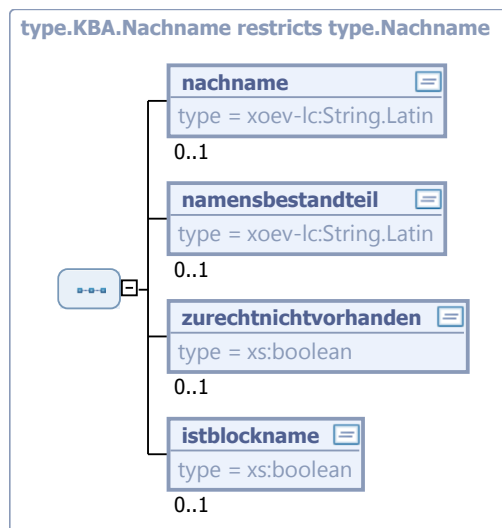 type.KBA.Nachname restricts type.Nachname
nachname
type = xoev-lc:String.Latin
0..1
namensbestandteil
type = xoev-lc:String.Latin
0..1
zurechtnichtvorhanden
type = xs:boolean
0..1
istblockname
type = xs:boolean
0..1